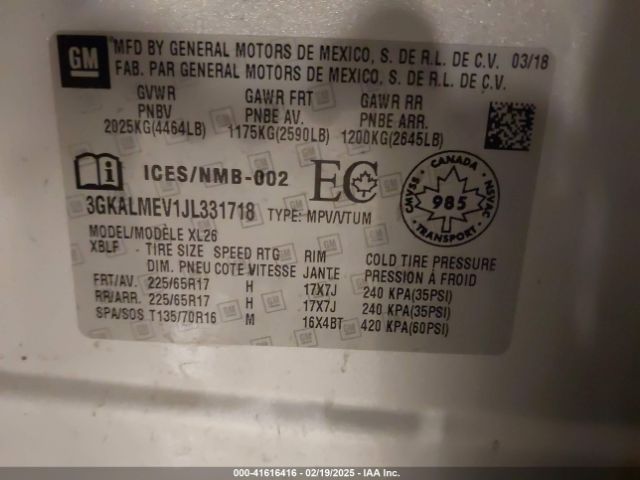 GM
MFD BY GENERAL MOTORS DE MEXICO, S. DE R.L. DE C.V. 03/18
FAB. PAR GENERAL MOTORS DE MEXICO, S. DE R.L. DE C.V.
GVWR GAWR FRT GAWR RR
PNBV PNBE AV. PNBE ARR.
2025KG(4464LB) 1175KG(2590LB) 1200KG(2645LB)
i ICES/NMB-002 EC
CANADA CMVSS NSVAC 985 TRANSPORT
3GKALMEV1JL331718 TYPE: MPV/VTUM
MODEL/MODÈLE XL26
XBLF TIRE SIZE SPEED RTG RIM COLD TIRE PRESSURE
DIM. PNEU COTE VITESSE JANTE PRESSION À FROID
FRT/AV. 225/65R17 H 17X7J 240 KPA(35PSI)
RR/ARR. 225/65R17 H 17X7J 240 KPA(35PSI)
SPA/SOS T135/70R16 M 16X4BT 420 KPA(60PSI)
000-41616416 - 02/19/2025 - IAA Inc.